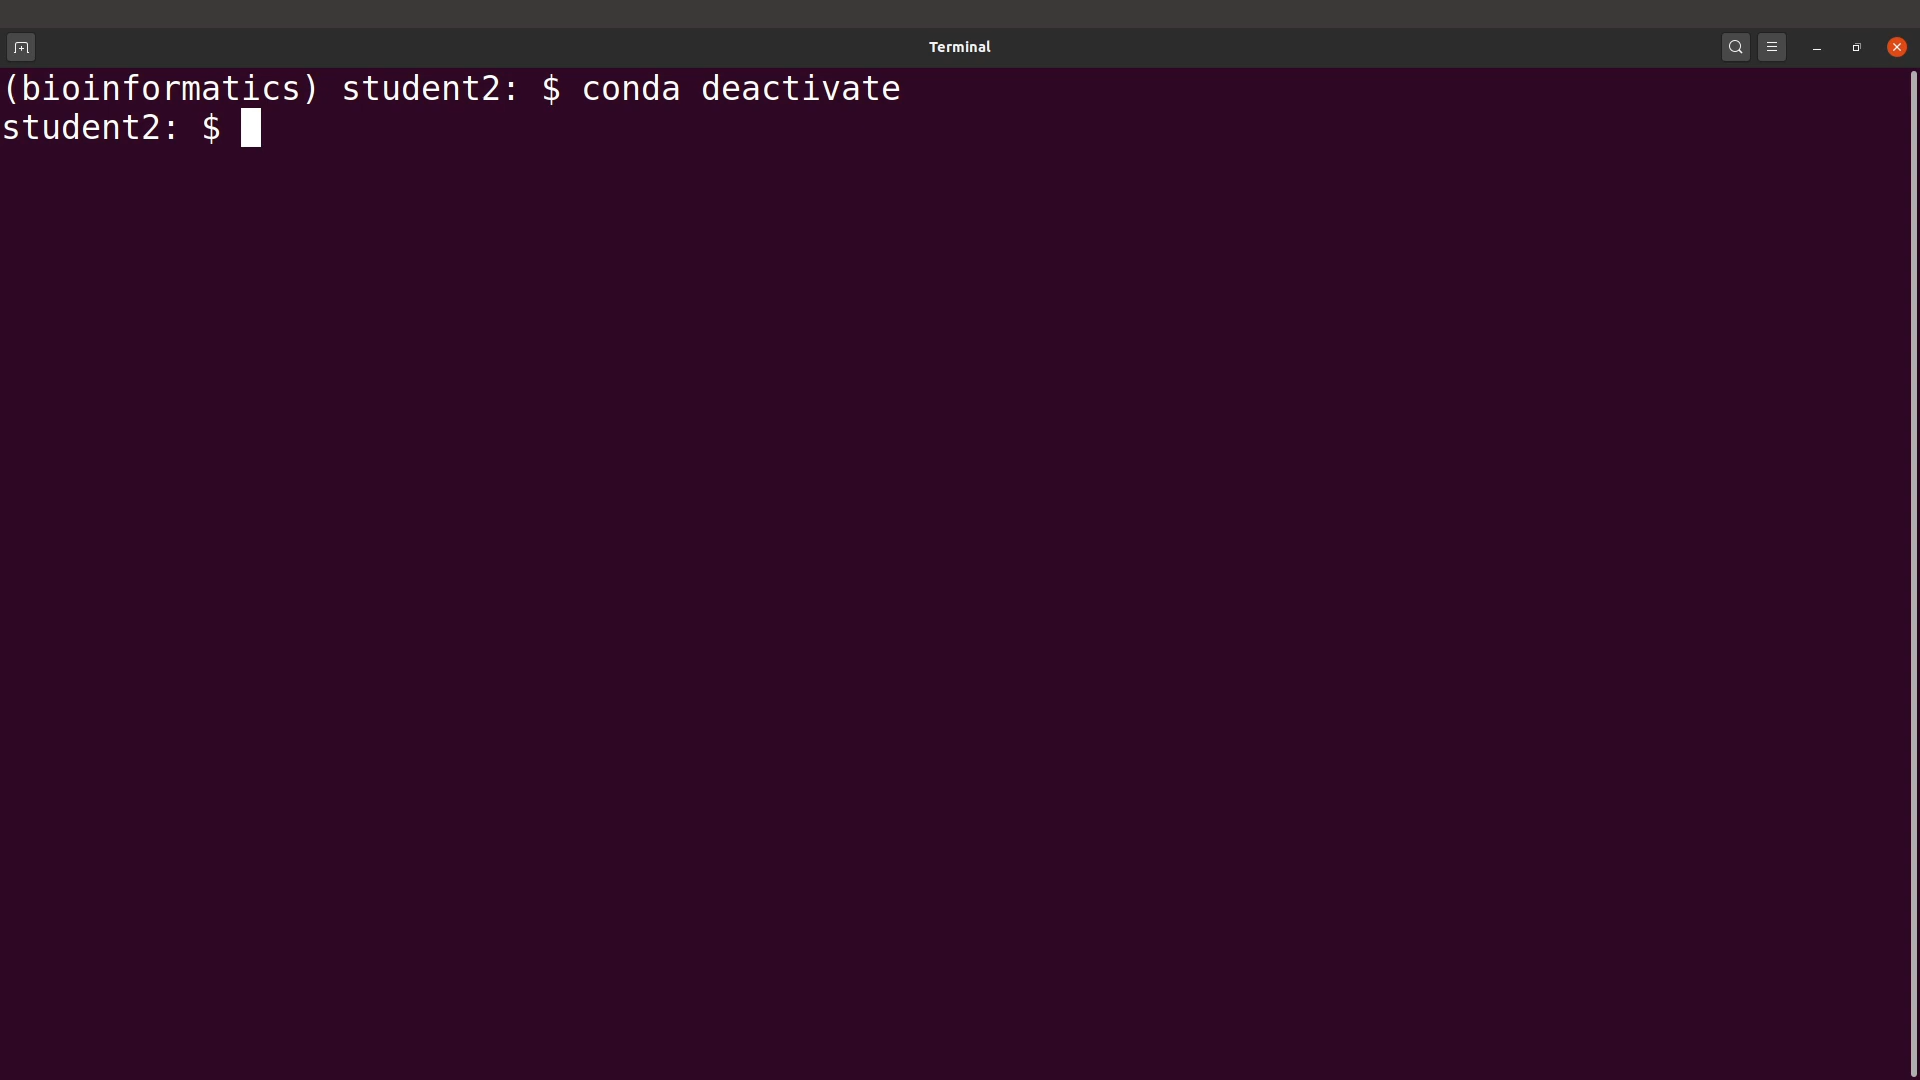 Terminal
(bioinformatics) student2: $ conda deactivate
student2: $